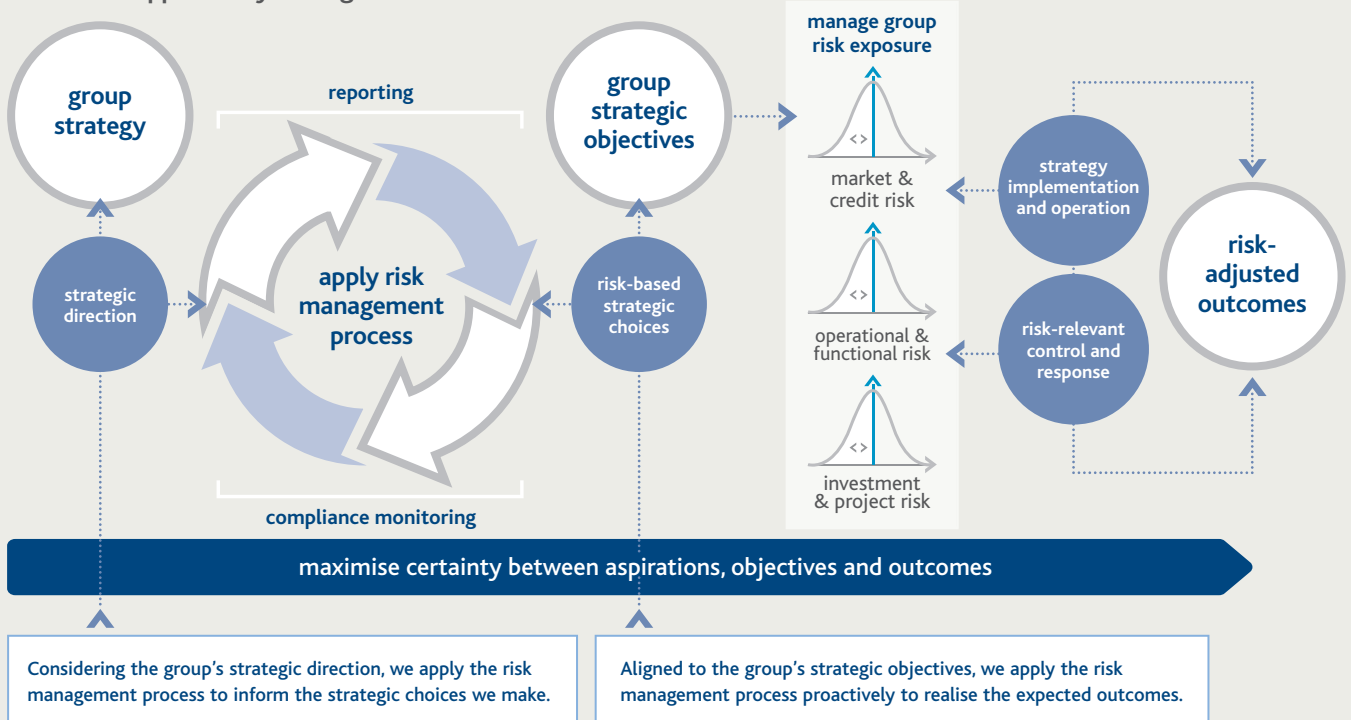 manage group
risk exposure
group
strategy
reporting
group
strategic
objectives
market &
credit risk
strategy
implementation
and operation
strategic
direction
apply risk
management
process
risk-based
strategic
choices
operational &
functional risk
risk-relevant
control and
response
risk-
adjusted
outcomes
investment
& project risk
compliance monitoring
maximise certainty between aspirations, objectives and outcomes
Considering the group's strategic direction, we apply the risk
management process to inform the strategic choices we make.
Aligned to the group's strategic objectives, we apply the risk
management process proactively to realise the expected outcomes.